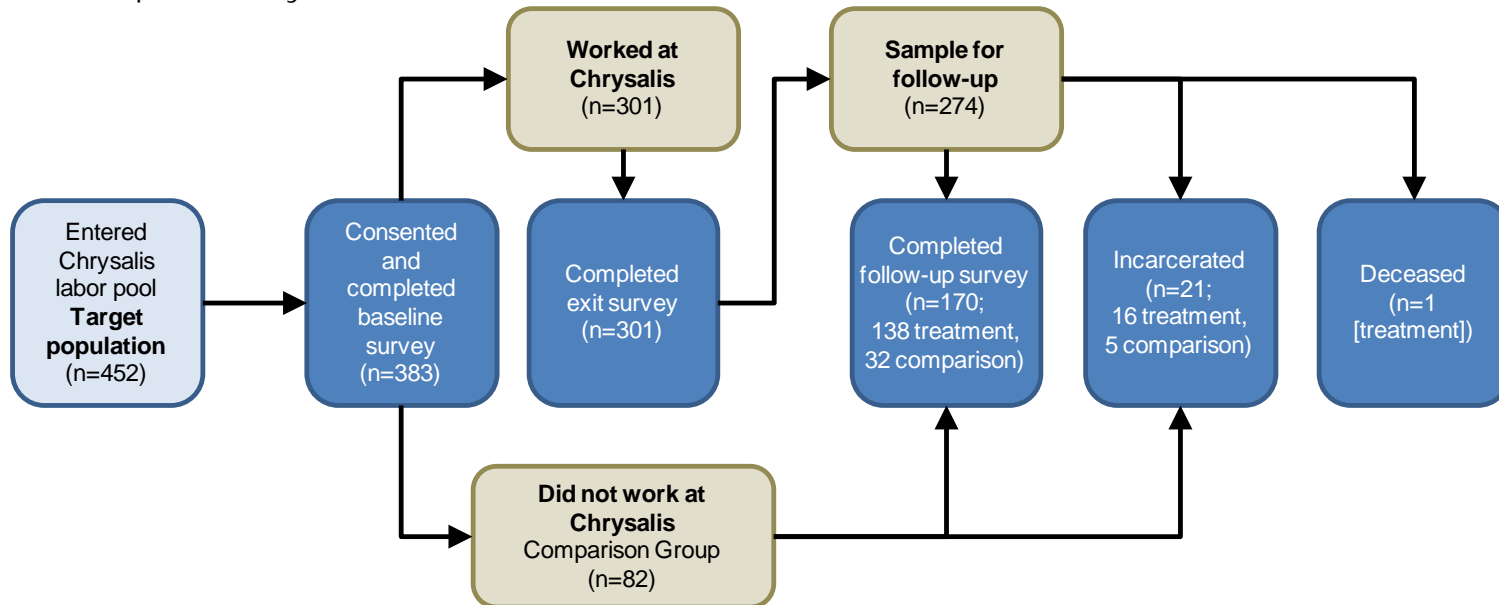 Worked at
Chrysalis
(n=301)
Sample for
follow-up
(n=274)
Entered
Chrysalis
labor pool
Target
population
(n=452)
Consented
and
completed
baseline
survey
(n=383)
Completed
exit survey
(n=301)
Completed
follow-up survey
(n=170;
138 treatment,
32 comparison)
Incarcerated
(n=21;
16 treatment,
5 comparison)
Deceased
(n=1
[treatment])
Did not work at
Chrysalis
Comparison Group
(n=82)